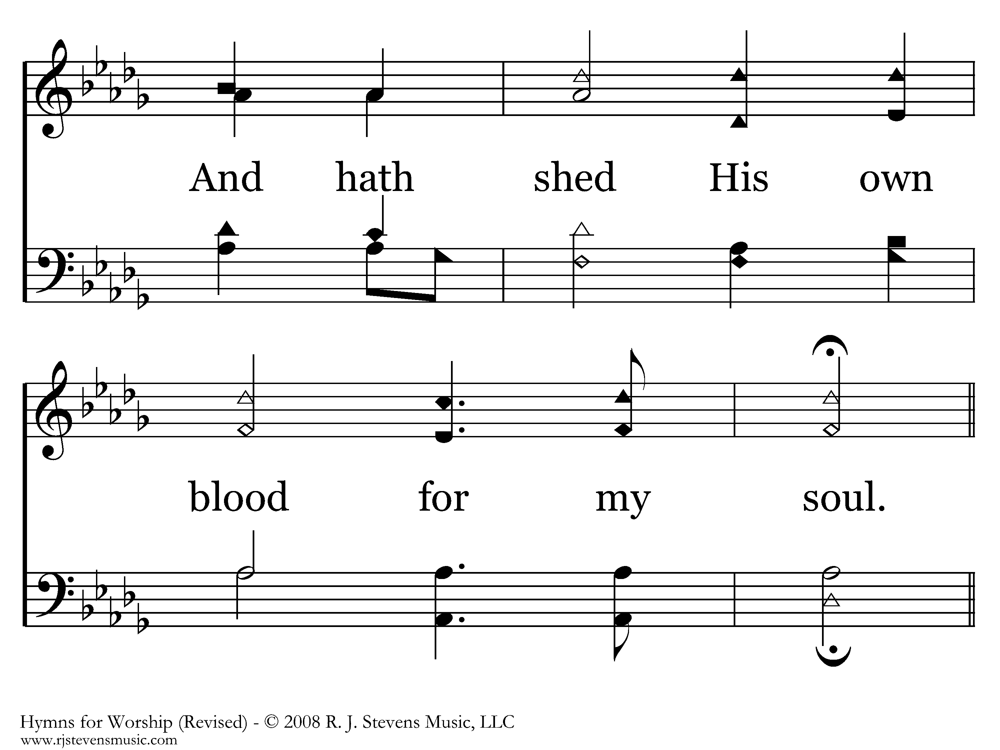 And hath shed His own
blood for my soul.
Hymns for Worship (Revised) - © 2008 R. J. Stevens Music, LLC
www.rjstevensmusic.com